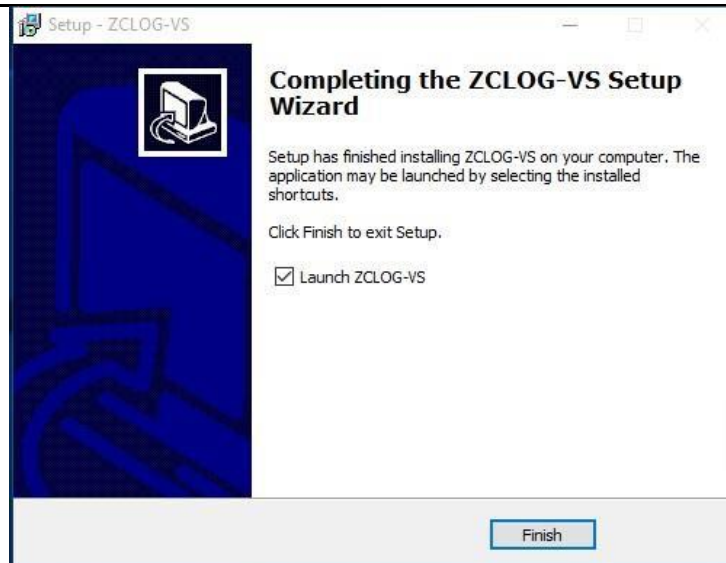 Setup - ZCLOG-VS
Completing the ZCLOG-VS Setup
Wizard
Setup has finished installing ZCLOG-VS on your computer. The
application may be launched by selecting the installed
shortcuts.
Click Finish to exit Setup.
Launch ZCLOG-VS
Finish